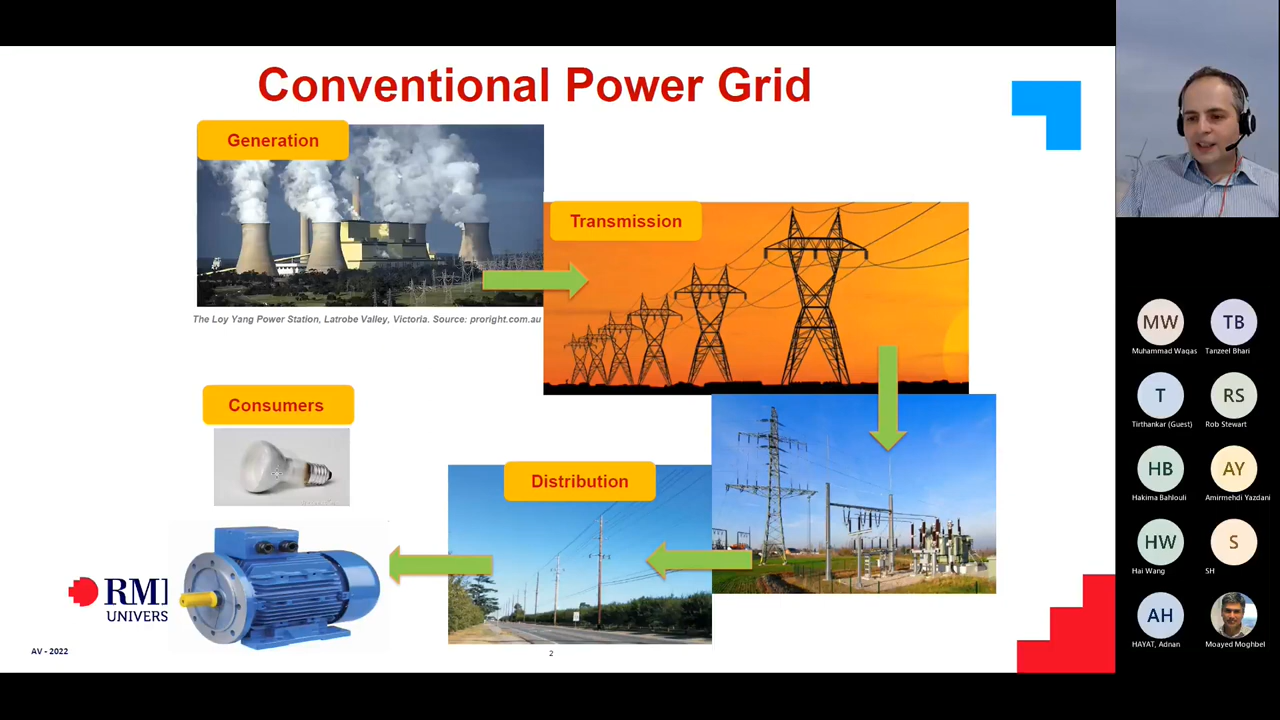 Conventional Power Grid
Generation
Transmission
The Loy Yang Power Station, Latrobe Valley, Victoria. Source: proright.com.au
Consumers
Distribution
RMI
UNIVERS
AV - 2022
2
MW
Muhammad Waqas
TB
Tanzeel Bhari
T
Tirthankar (Guest)
RS
Rob Stewart
HB
Hakima Bahlouli
AY
Amirmehdi Yazdani
HW
Hai Wang
S
SH
AH
HAYAT, Adnan
Moayed Moghbel